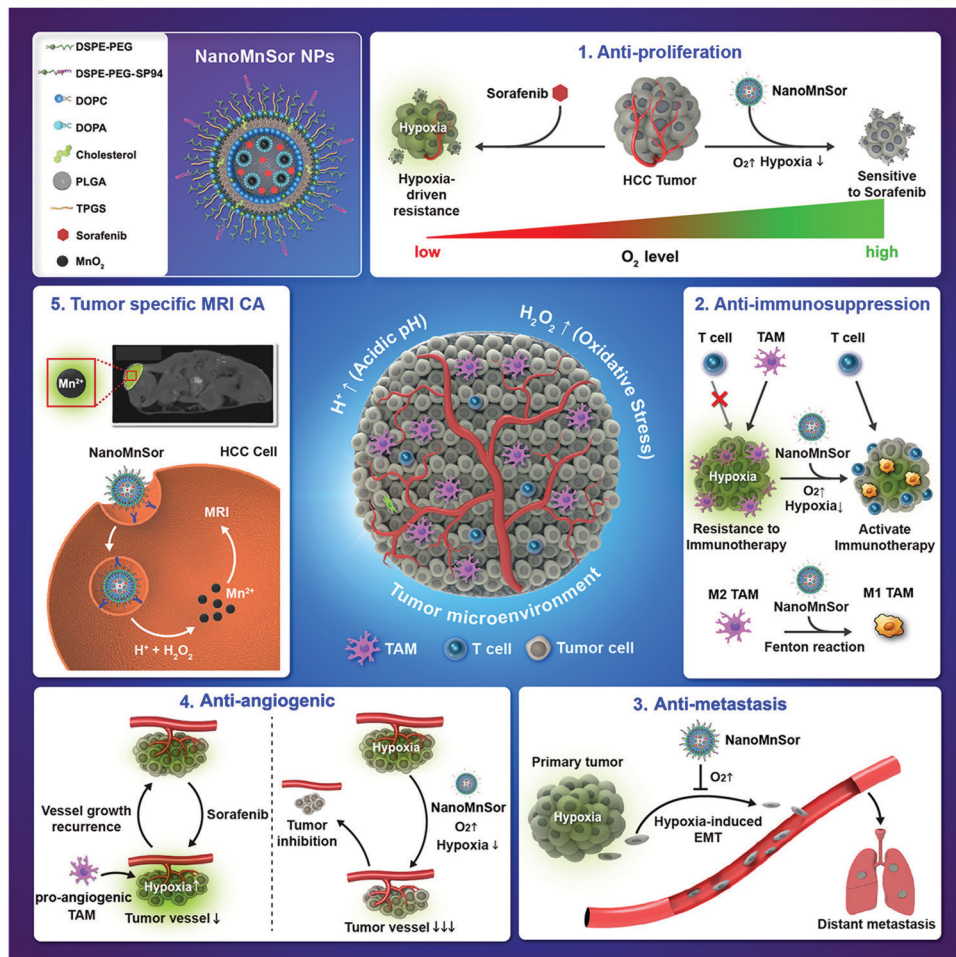 DSPE-PEG
DSPE-PEG-SP94
DOPC
DOPA
Cholesterol
PLGA
TPGS
Sorafenib
MnO₂
NanoMnSor NPs
1. Anti-proliferation
Sorafenib
NanoMnSor
Hypoxia
O₂↑ Hypoxia ↓
Hypoxia-
driven
resistance
HCC Tumor
Sensitive
to Sorafenib
low
high
O₂ level
5. Tumor specific MRI CA
Mn²⁺
NanoMnSor
HCC Cell
MRI
Mn²⁺
H⁺ + H₂O₂
H⁺ ↑ (Acidic pH)
H₂O₂ ↑ (Oxidative Stress)
Tumor microenvironment
TAM
T cell
Tumor cell
2. Anti-immunosuppression
T cell
TAM
T cell
NanoMnSor
Hypoxia
O₂↑
Hypoxia↓
Resistance to
Immunotherapy
Activate
Immunotherapy
M2 TAM
NanoMnSor
M1 TAM
Fenton reaction
4. Anti-angiogenic
Vessel growth
recurrence
Sorafenib
pro-angiogenic
TAM
Hypoxia↑
Tumor vessel ↓
Hypoxia
Tumor
inhibition
NanoMnSor
O₂↑
Hypoxia ↓
Tumor vessel ↓↓↓
3. Anti-metastasis
NanoMnSor
Primary tumor
O₂↑
Hypoxia
Hypoxia-induced
EMT
Distant metastasis